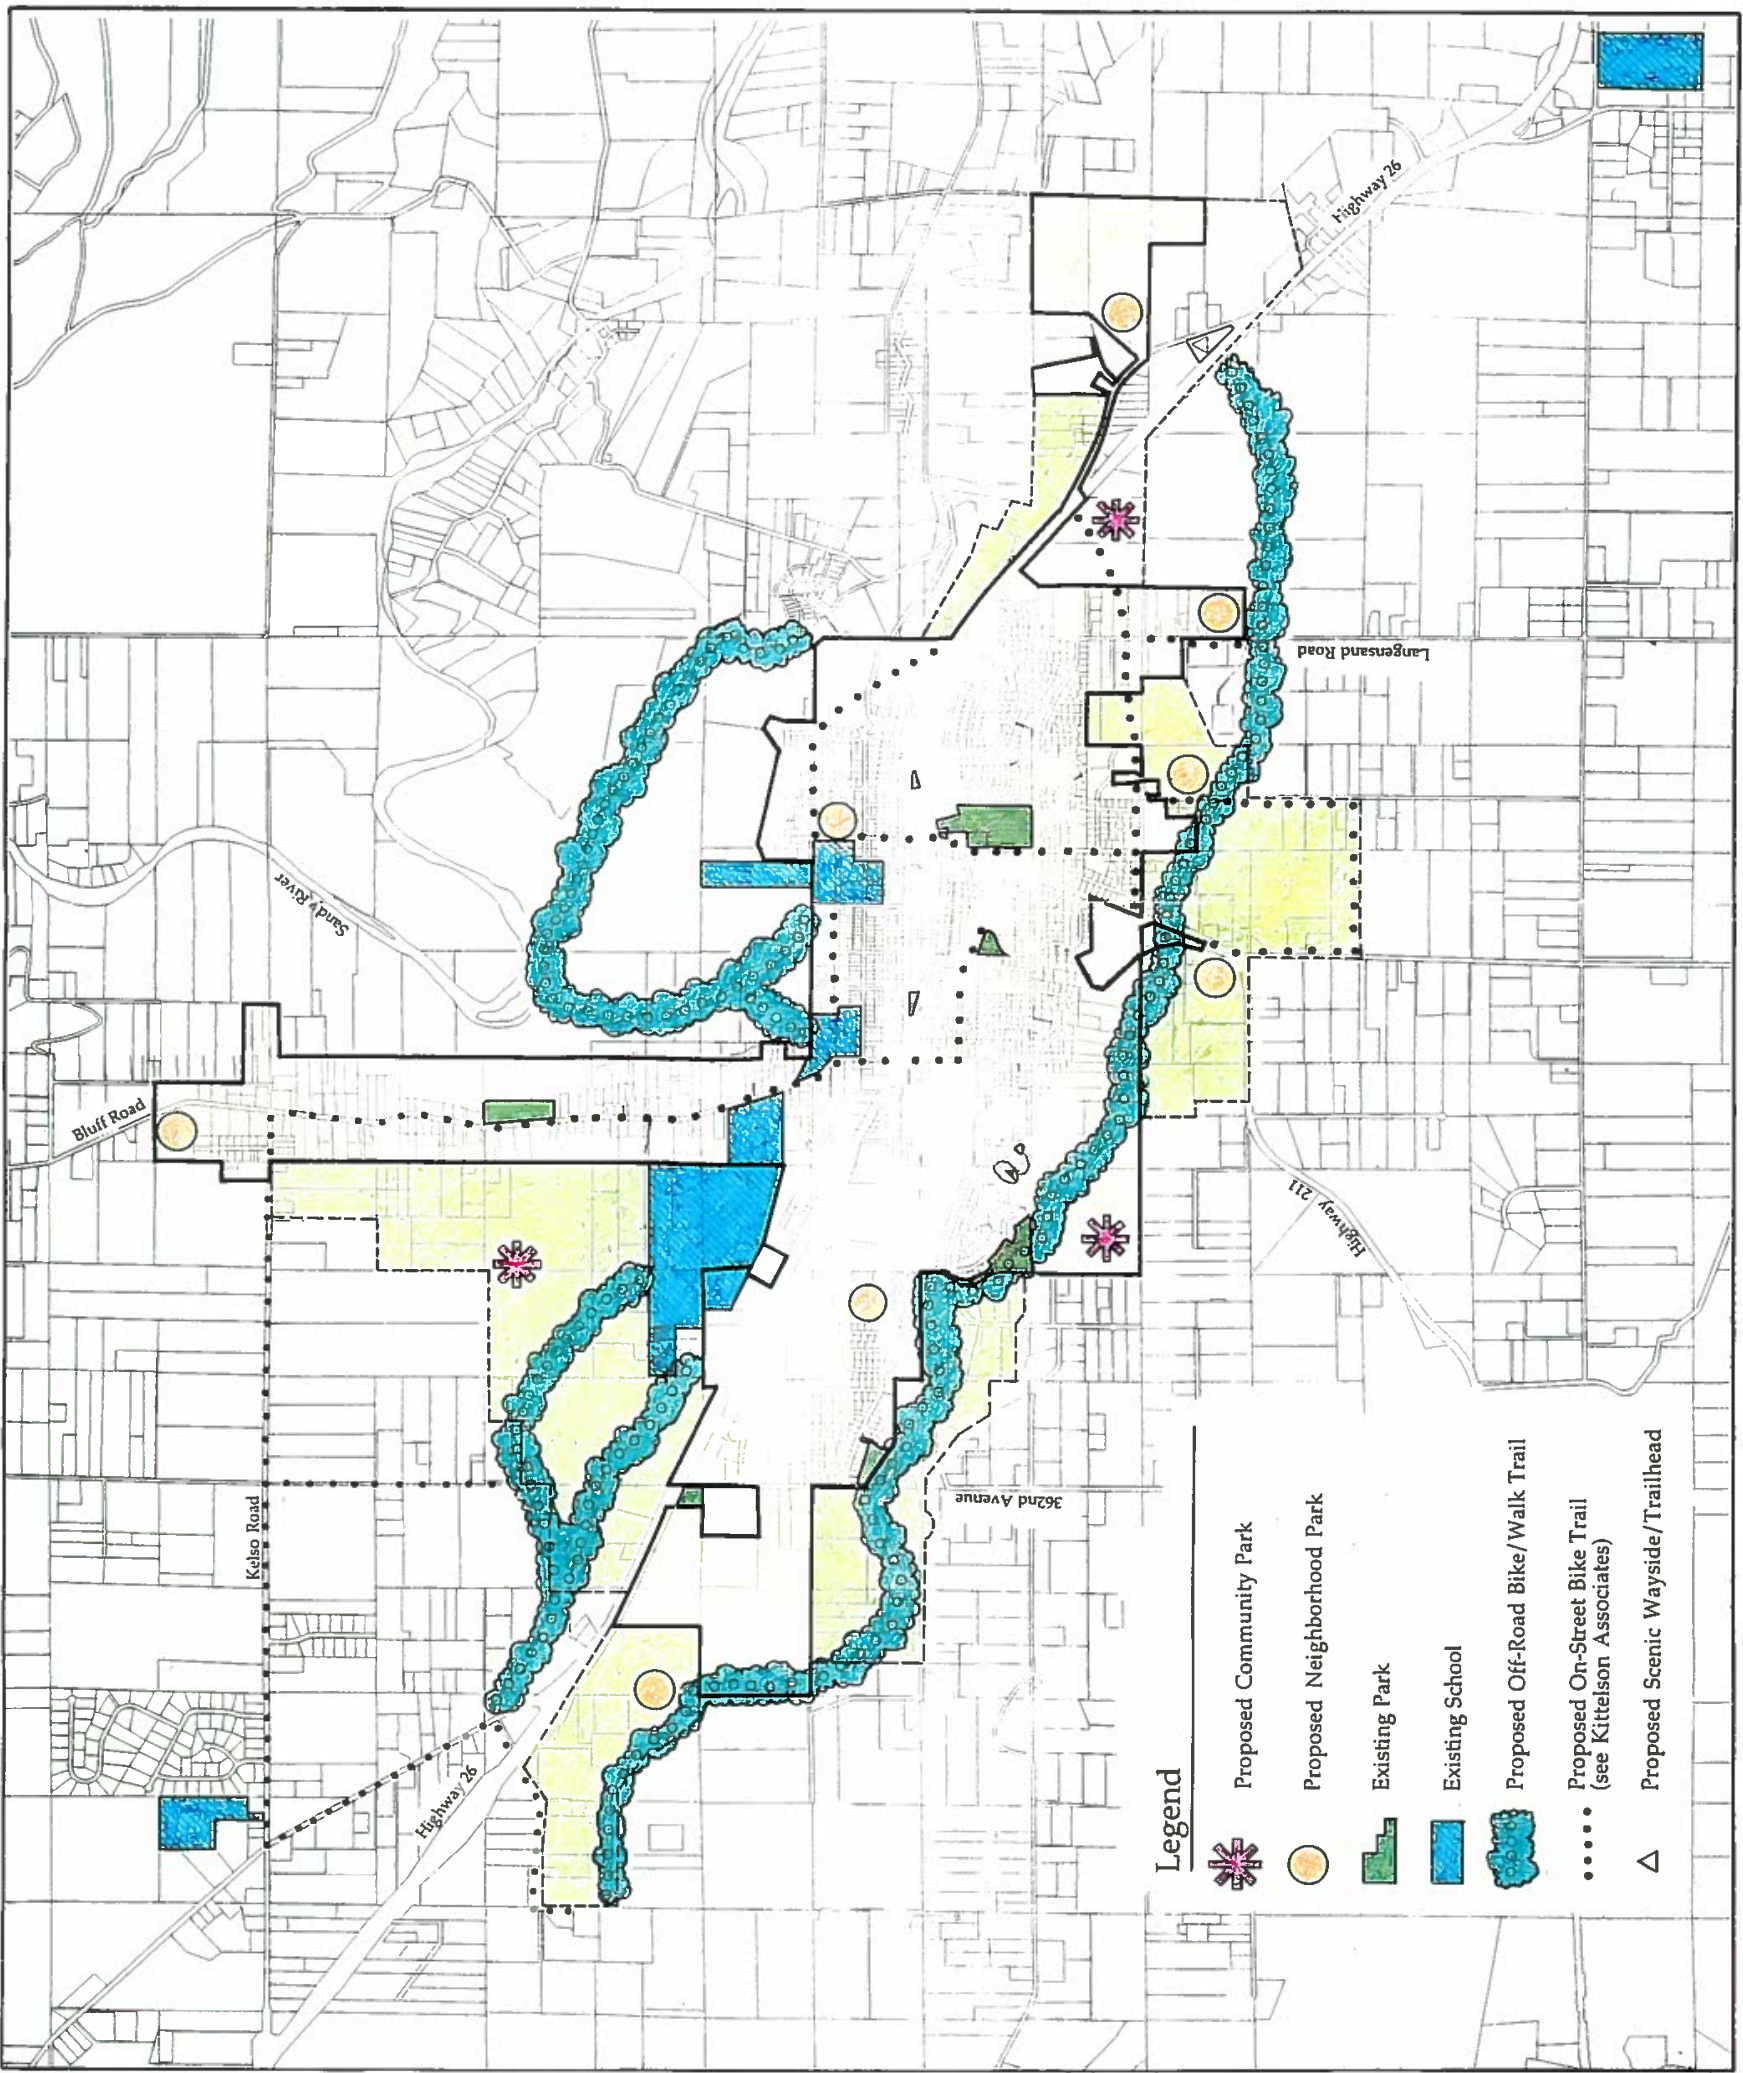 Highway 26
Langensand Road
Sandy River
Bluff Road
Highway 211
362nd Avenue
Kelso Road
Highway 26
Legend
Proposed Community Park
Proposed Neighborhood Park
Existing Park
Existing School
Proposed Off-Road Bike/Walk Trail
Proposed On-Street Bike Trail
(see Kittelson Associates)
Proposed Scenic Wayside/Trailhead